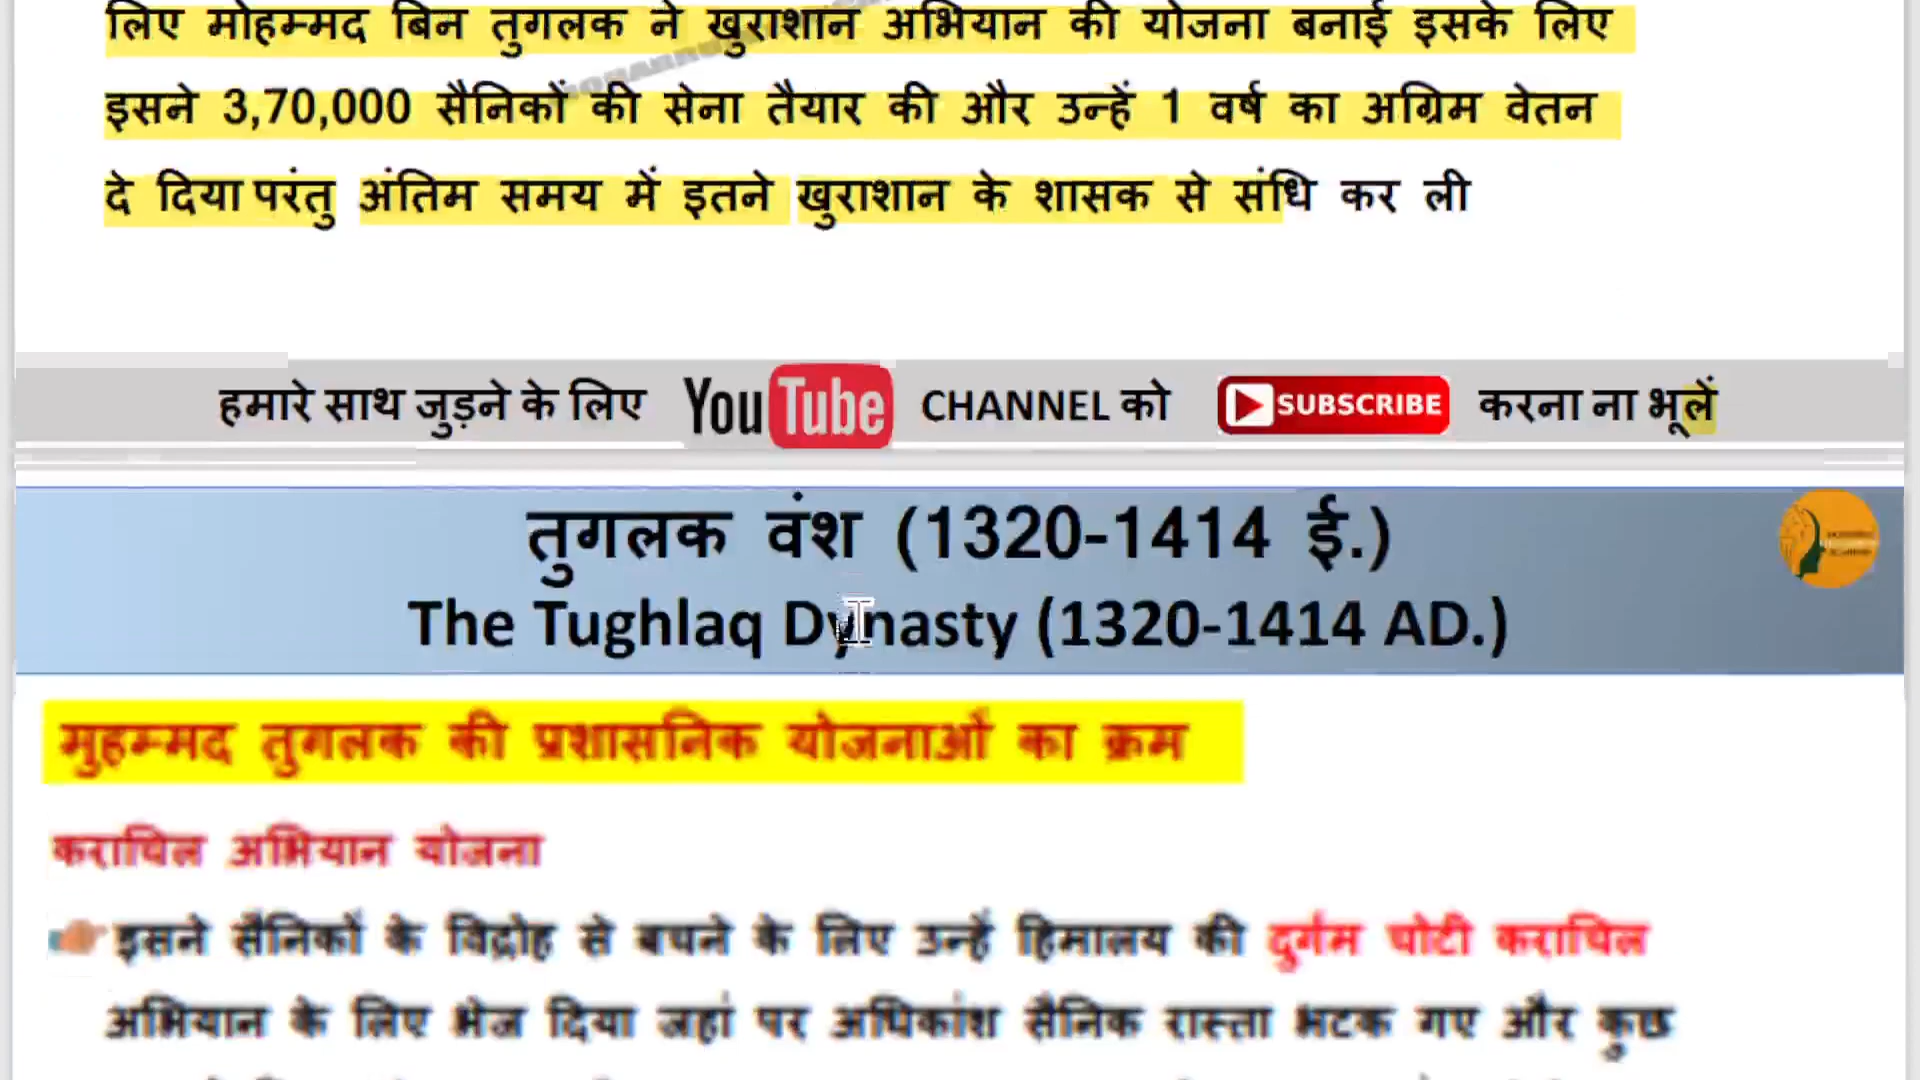 लिए मोहम्मद बिन तुगलक ने खुराशान अभियान की योजना बनाई इसके लिए
इसने 3,70,000 सैनिकों की सेना तैयार की और उन्हें 1 वर्ष का अग्रिम वेतन
दे दिया परंतु अंतिम समय में इतने खुराशान के शासक से संधि कर ली
हमारे साथ जुड़ने के लिए YouTube CHANNEL को SUBSCRIBE करना ना भूलें
तुगलक वंश (1320-1414 ई.)
The Tughlaq Dynasty (1320-1414 AD.)
मुहम्मद तुगलक की प्रशासनिक योजनाओं का क्रम
कराचिल अभियान योजना
इसने सैनिकों के विद्रोह से बचने के लिए उन्हें हिमालय की दुर्गम चोटी कराचिल
अभियान के लिए भेज दिया जहां पर अधिकांश सैनिक रास्ता भटक गए और कुछ